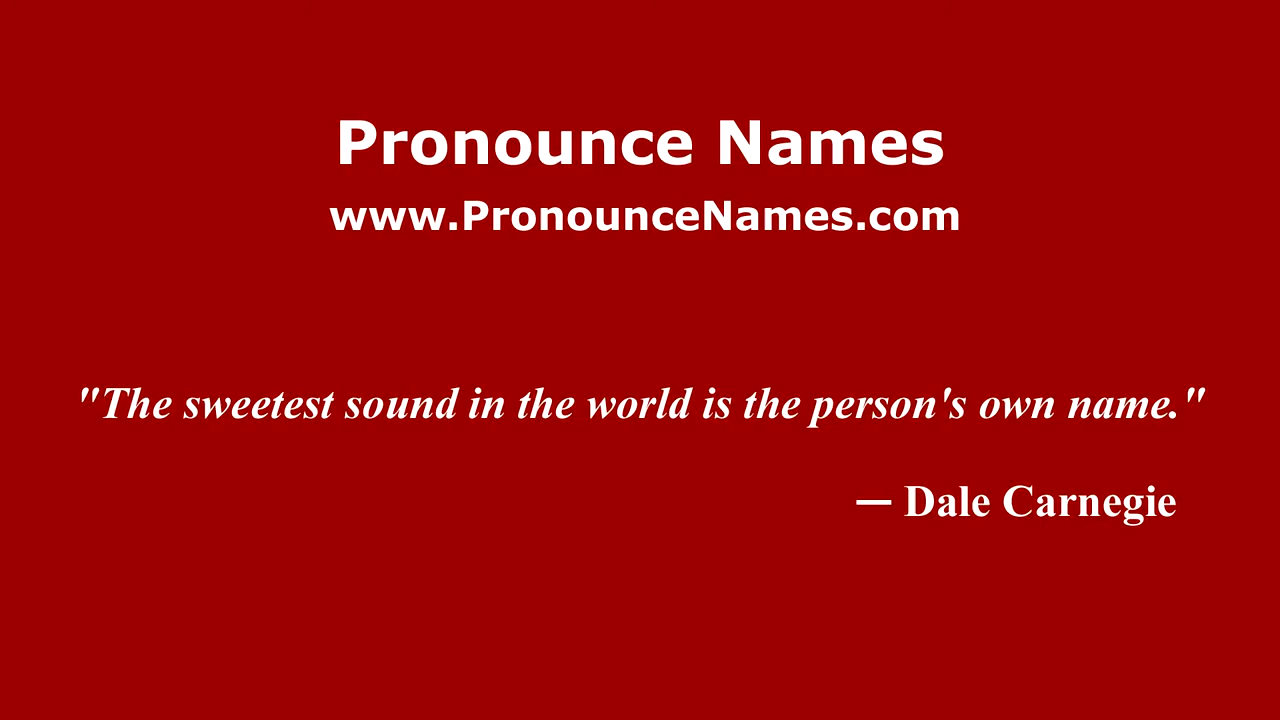 Pronounce Names
www.PronounceNames.com
"The sweetest sound in the world is the person's own name."
— Dale Carnegie